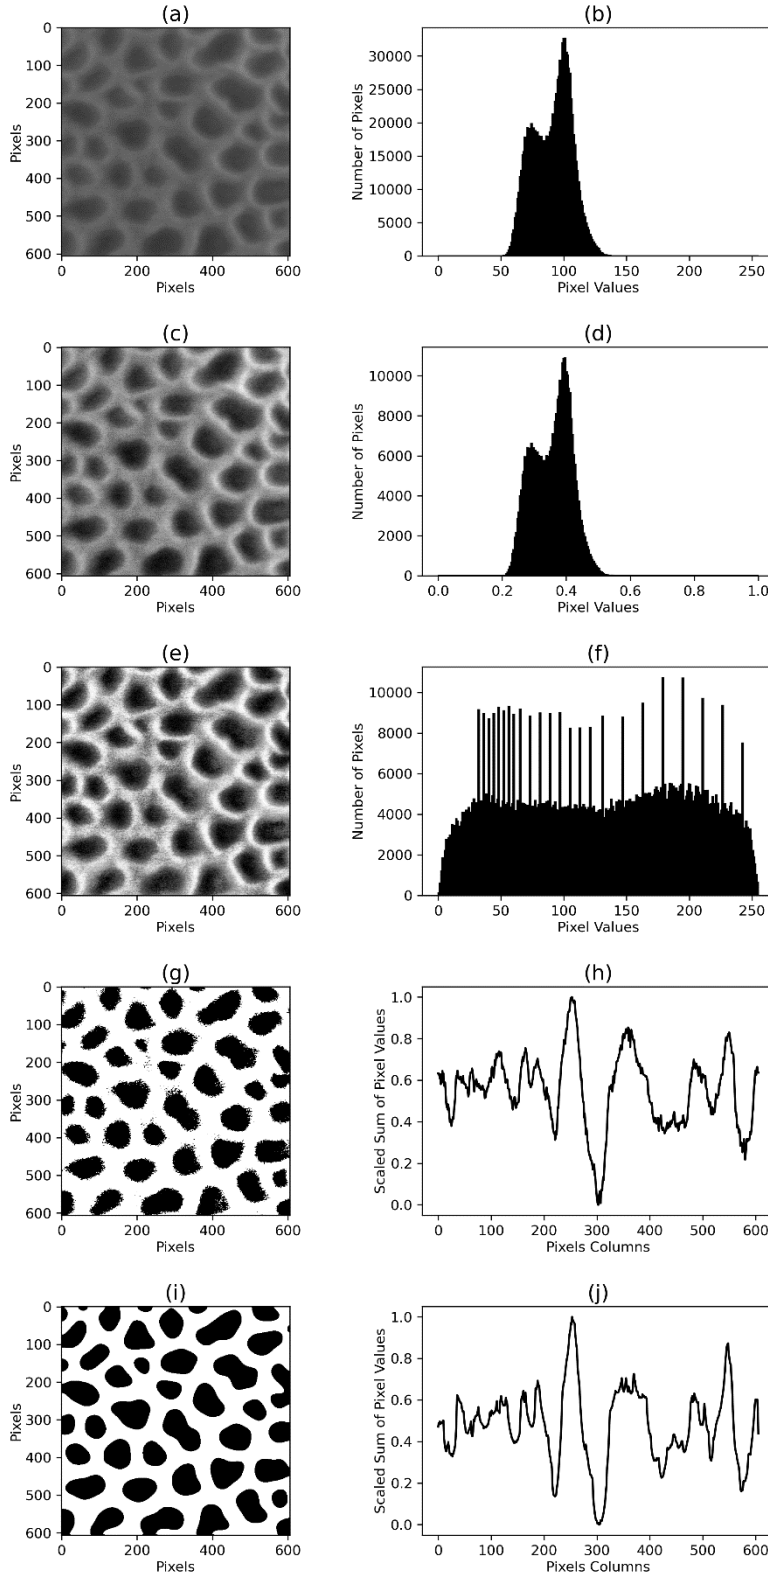 (a)
0
100
200
300
400
500
600
Pixels
0 200 400 600
Pixels
(b)
30000
25000
20000
15000
10000
5000
0
Number of Pixels
0 50 100 150 200 250
Pixel Values
(c)
0
100
200
300
400
500
600
Pixels
0 200 400 600
Pixels
(d)
10000
8000
6000
4000
2000
0
Number of Pixels
0.0 0.2 0.4 0.6 0.8 1.0
Pixel Values
(e)
0
100
200
300
400
500
600
Pixels
0 200 400 600
Pixels
(f)
10000
8000
6000
4000
2000
0
Number of Pixels
0 50 100 150 200 250
Pixel Values
(g)
0
100
200
300
400
500
600
Pixels
0 200 400 600
Pixels
(h)
1.0
0.8
0.6
0.4
0.2
0.0
Scaled Sum of Pixel Values
0 100 200 300 400 500 600
Pixels Columns
(i)
0
100
200
300
400
500
600
Pixels
0 200 400 600
Pixels
(j)
1.0
0.8
0.6
0.4
0.2
0.0
Scaled Sum of Pixel Values
0 100 200 300 400 500 600
Pixels Columns